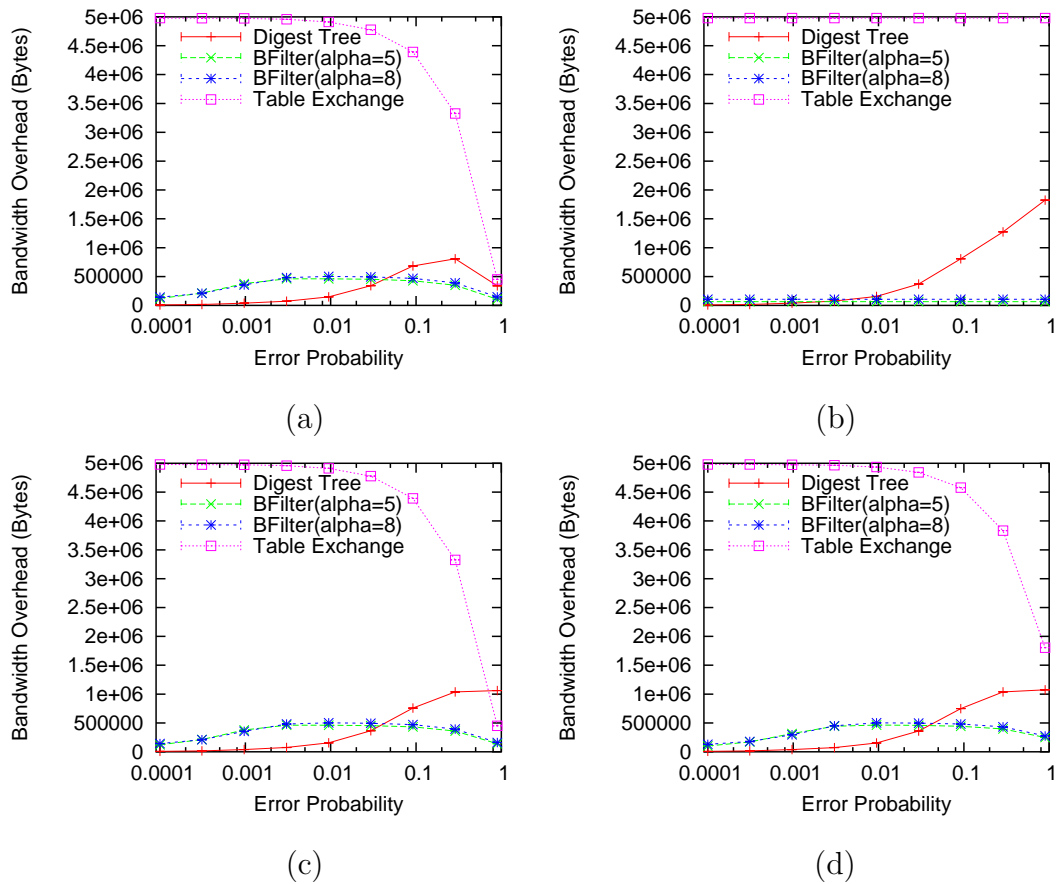 Bandwidth Overhead (Bytes)
5e+06
4.5e+06
4e+06
3.5e+06
3e+06
2.5e+06
2e+06
1.5e+06
1e+06
500000
0
Digest Tree
BFilter(alpha=5)
BFilter(alpha=8)
Table Exchange
0.0001 0.001 0.01 0.1 1
Error Probability
(a)
Bandwidth Overhead (Bytes)
5e+06
4.5e+06
4e+06
3.5e+06
3e+06
2.5e+06
2e+06
1.5e+06
1e+06
500000
0
Digest Tree
BFilter(alpha=5)
BFilter(alpha=8)
Table Exchange
0.0001 0.001 0.01 0.1 1
Error Probability
(b)
Bandwidth Overhead (Bytes)
5e+06
4.5e+06
4e+06
3.5e+06
3e+06
2.5e+06
2e+06
1.5e+06
1e+06
500000
0
Digest Tree
BFilter(alpha=5)
BFilter(alpha=8)
Table Exchange
0.0001 0.001 0.01 0.1 1
Error Probability
(c)
Bandwidth Overhead (Bytes)
5e+06
4.5e+06
4e+06
3.5e+06
3e+06
2.5e+06
2e+06
1.5e+06
1e+06
500000
0
Digest Tree
BFilter(alpha=5)
BFilter(alpha=8)
Table Exchange
0.0001 0.001 0.01 0.1 1
Error Probability
(d)